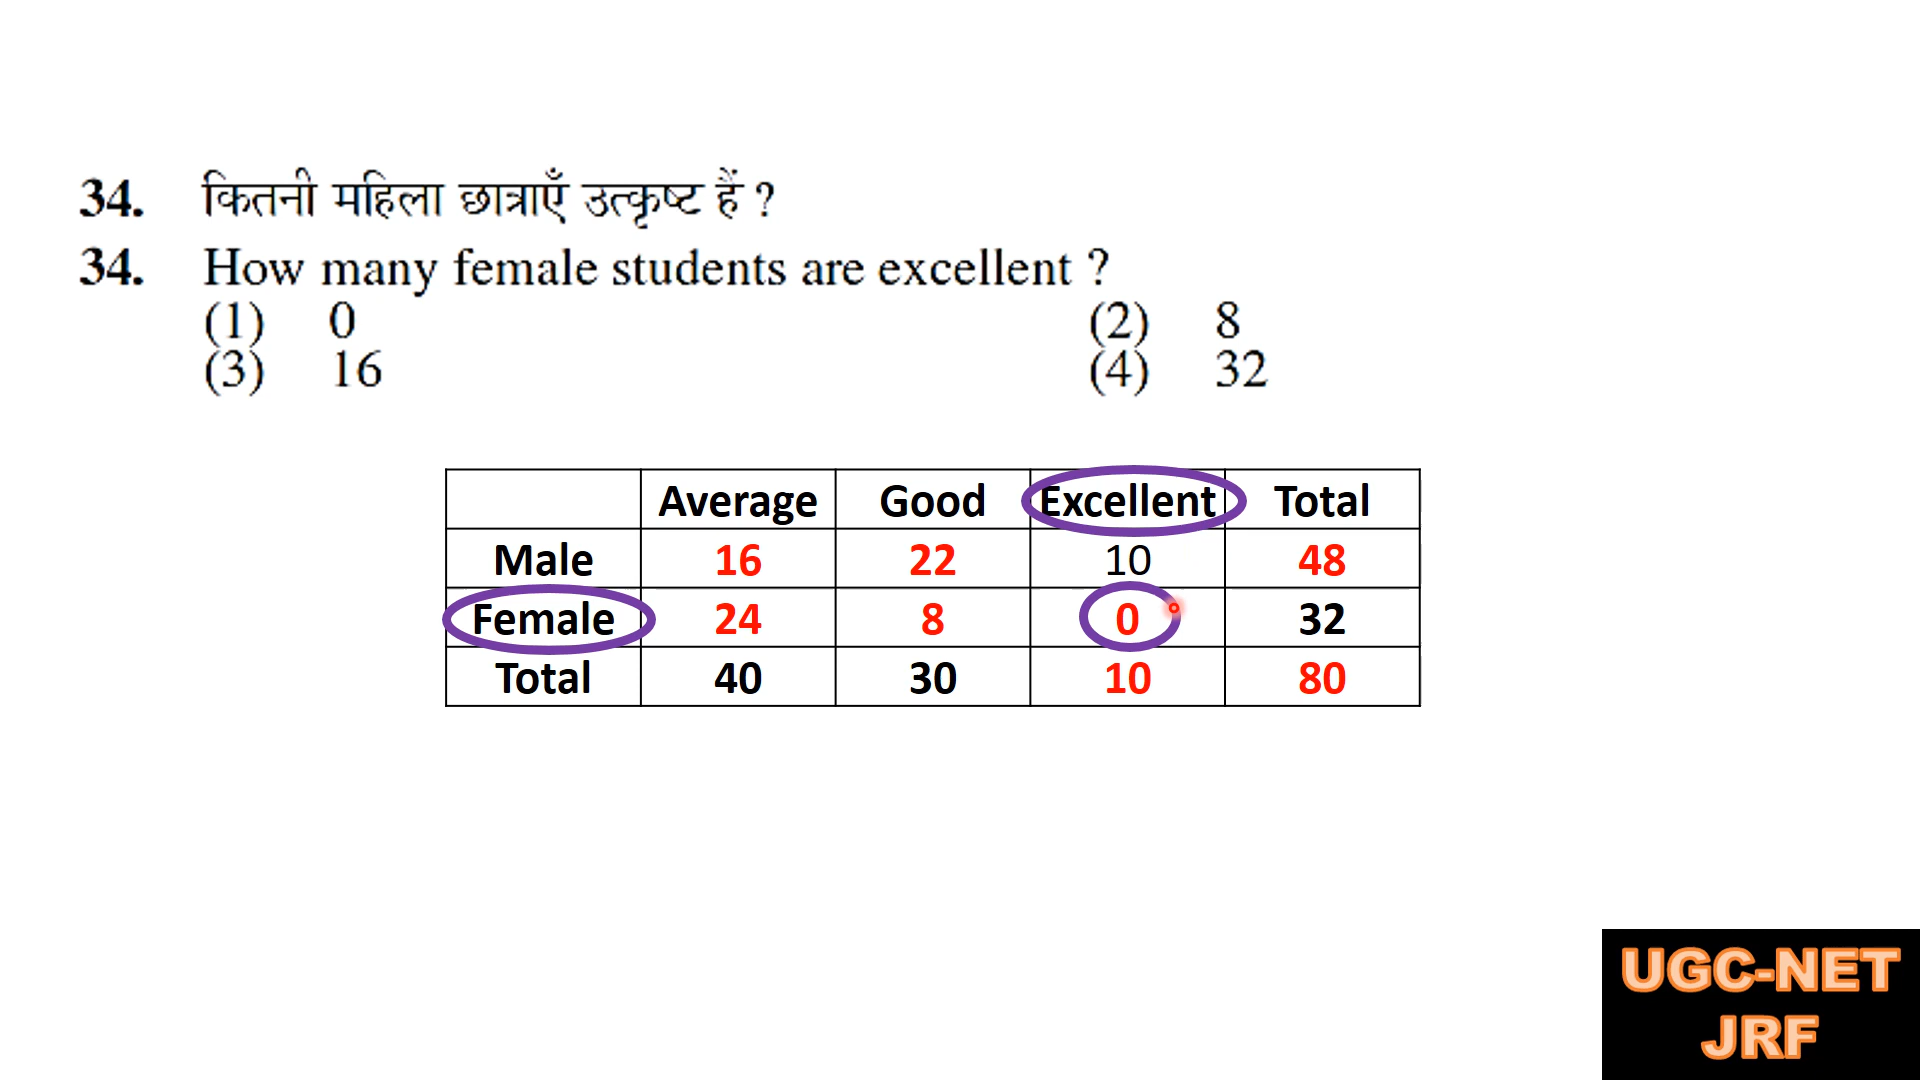 34. कितनी महिला छात्राएँ उत्कृष्ट हैं ?
34. How many female students are excellent ?
(1) 0 (2) 8
(3) 16 (4) 32
Average Good Excellent Total
Male 16 22 10 48
Female 24 8 0 32
Total 40 30 10 80
UGC-NET
JRF